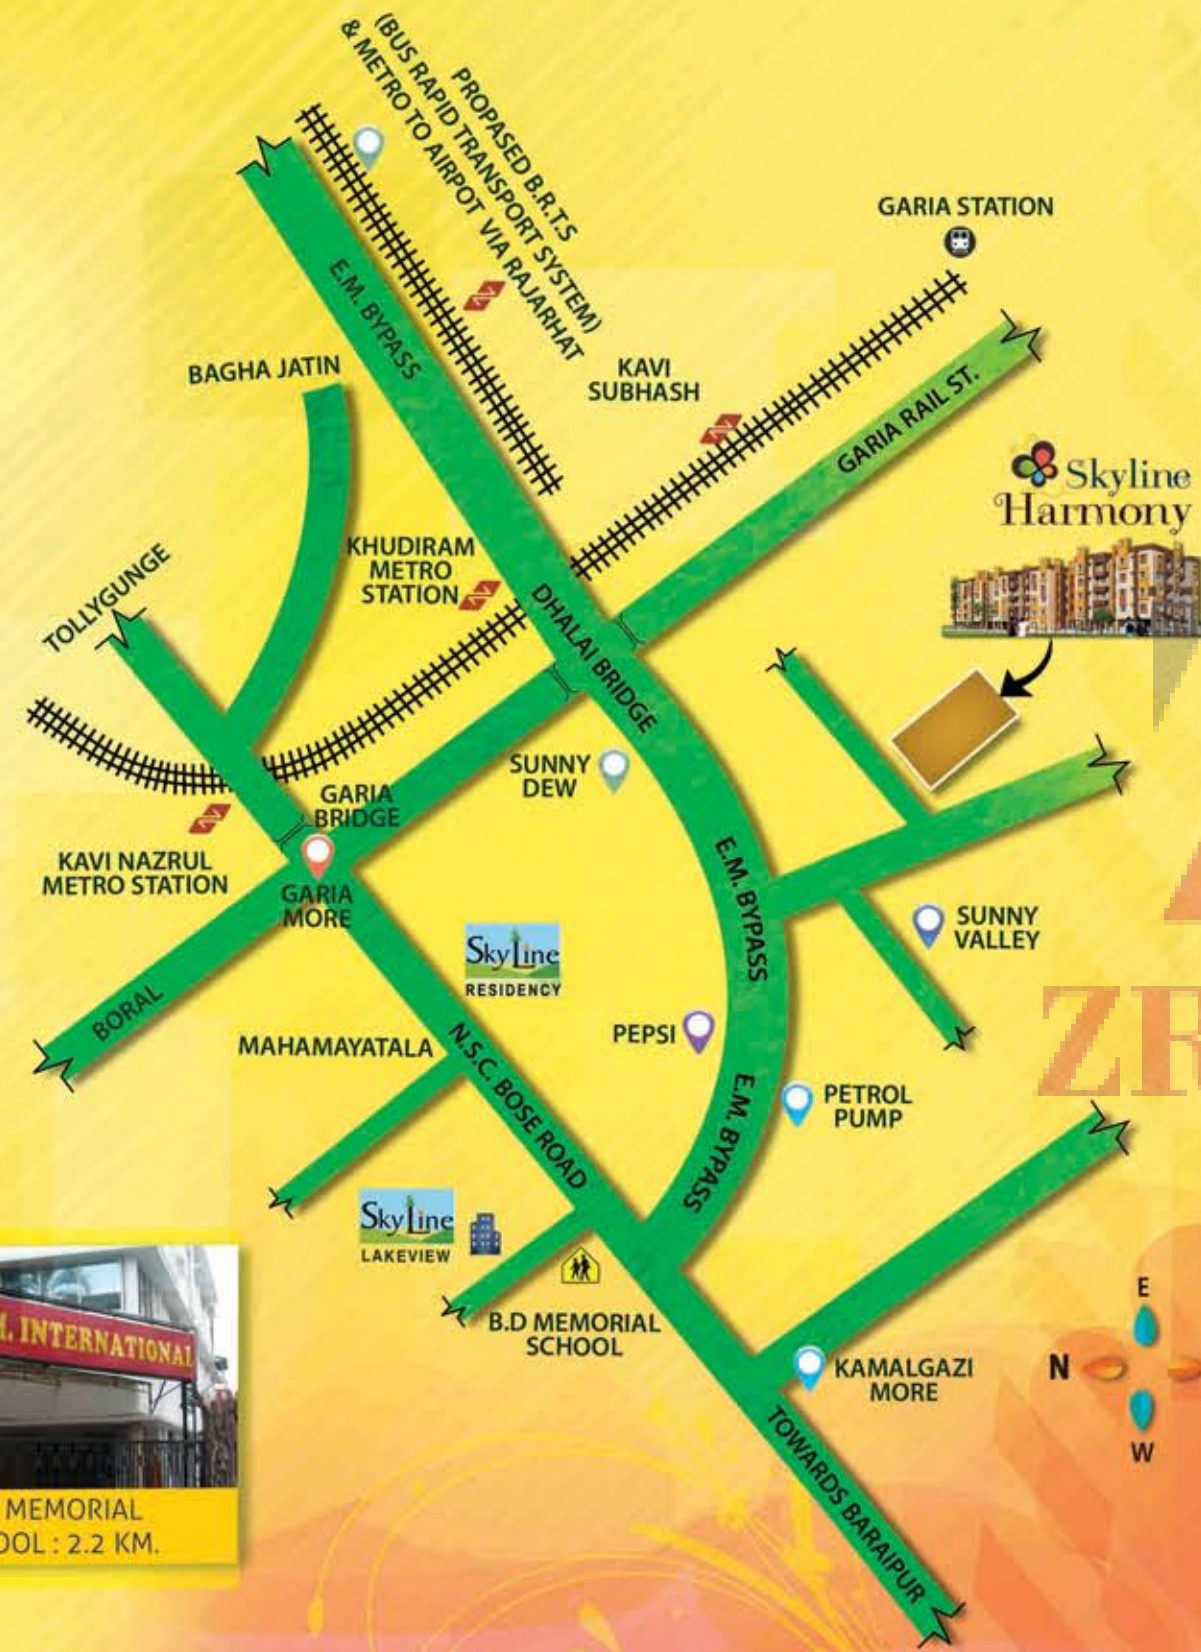 PROPASED B.R.T.S
(BUS RAPID TRANSPORT SYSTEM)
& METRO TO AIRPOT VIA RAJARHAT
GARIA STATION
E.M. BYPASS
KAVI
SUBHASH
BAGHA JATIN
GARIA RAIL ST.
Skyline
Harmony
KHUDIRAM
METRO
STATION
TOLLYGUNGE
DHALAI BRIDGE
SUNNY
DEW
GARIA
BRIDGE
KAVI NAZRUL
METRO STATION
GARIA
MORE
E.M. BYPASS
SUNNY
VALLEY
SkyLine
RESIDENCY
BORAL
PEPSI
MAHAMAYATALA
N.S.C. BOSE ROAD
E.M. BYPASS
PETROL
PUMP
ZR
SkyLine
LAKEVIEW
B.D MEMORIAL
SCHOOL
KAMALGAZI
MORE
E
N
W
TOWARDS BARAIPUR
. INTERNATIONAL
MEMORIAL
OOL : 2.2 KM.